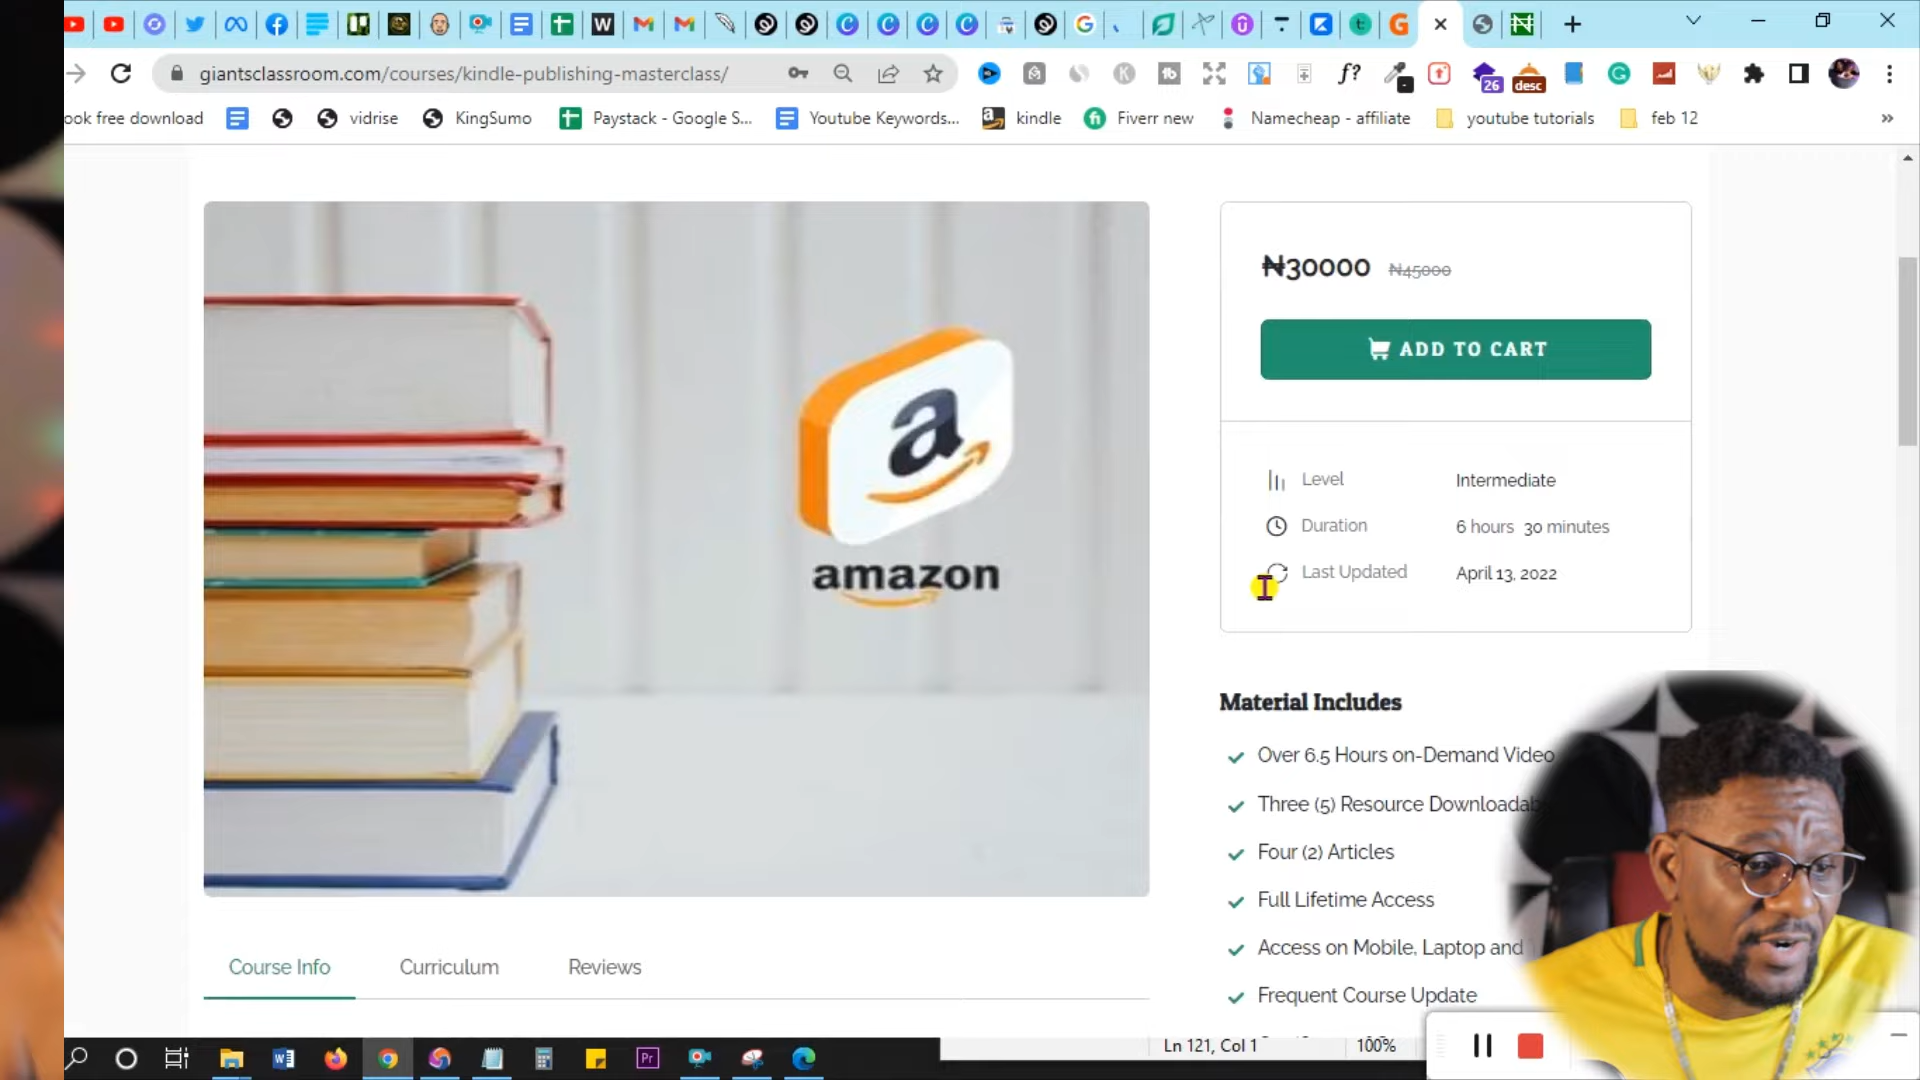 giantsclassroom.com/courses/kindle-publishing-masterclass/
26
desc
f?
ook free download
vidrise
KingSumo
Paystack - Google S...
Youtube Keywords...
kindle
Fiverr new
Namecheap - affiliate
youtube tutorials
feb 12
»
₦30000 ₦45000
ADD TO CART
Level Intermediate
Duration 6 hours 30 minutes
Last Updated April 13, 2022
a
amazon
Material Includes
Over 6.5 Hours on-Demand Video
Three (5) Resource Downloadab
Four (2) Articles
Full Lifetime Access
Access on Mobile, Laptop and
Frequent Course Update
Course Info
Curriculum
Reviews
Ln 121, Col 1
100%